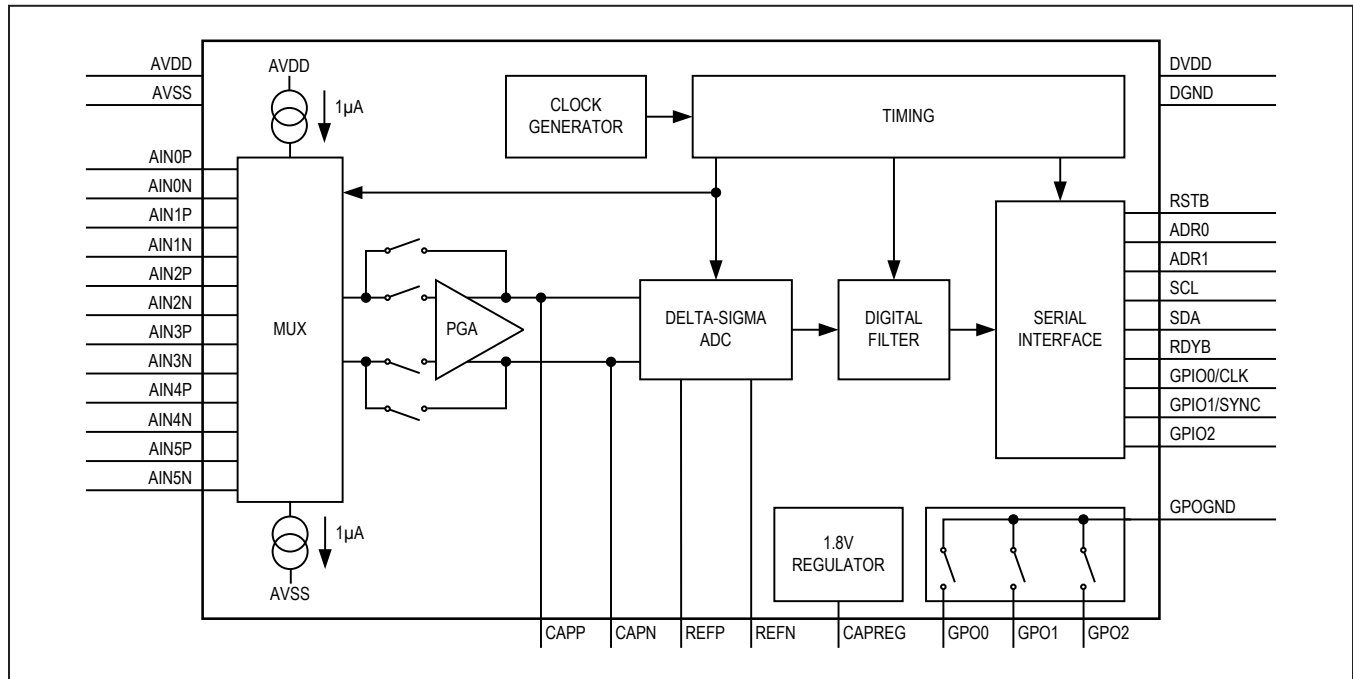 AVDD
AVSS
AIN0P
AIN0N
AIN1P
AIN1N
AIN2P
AIN2N
AIN3P
AIN3N
AIN4P
AIN4N
AIN5P
AIN5N
AVDD
1µA
MUX
1µA
AVSS
CLOCK
GENERATOR
TIMING
PGA
DELTA-SIGMA
ADC
DIGITAL
FILTER
SERIAL
INTERFACE
1.8V
REGULATOR
DVDD
DGND
RSTB
ADR0
ADR1
SCL
SDA
RDYB
GPIO0/CLK
GPIO1/SYNC
GPIO2
GPOGND
CAPP
CAPN
REFP
REFN
CAPREG
GPO0
GPO1
GPO2